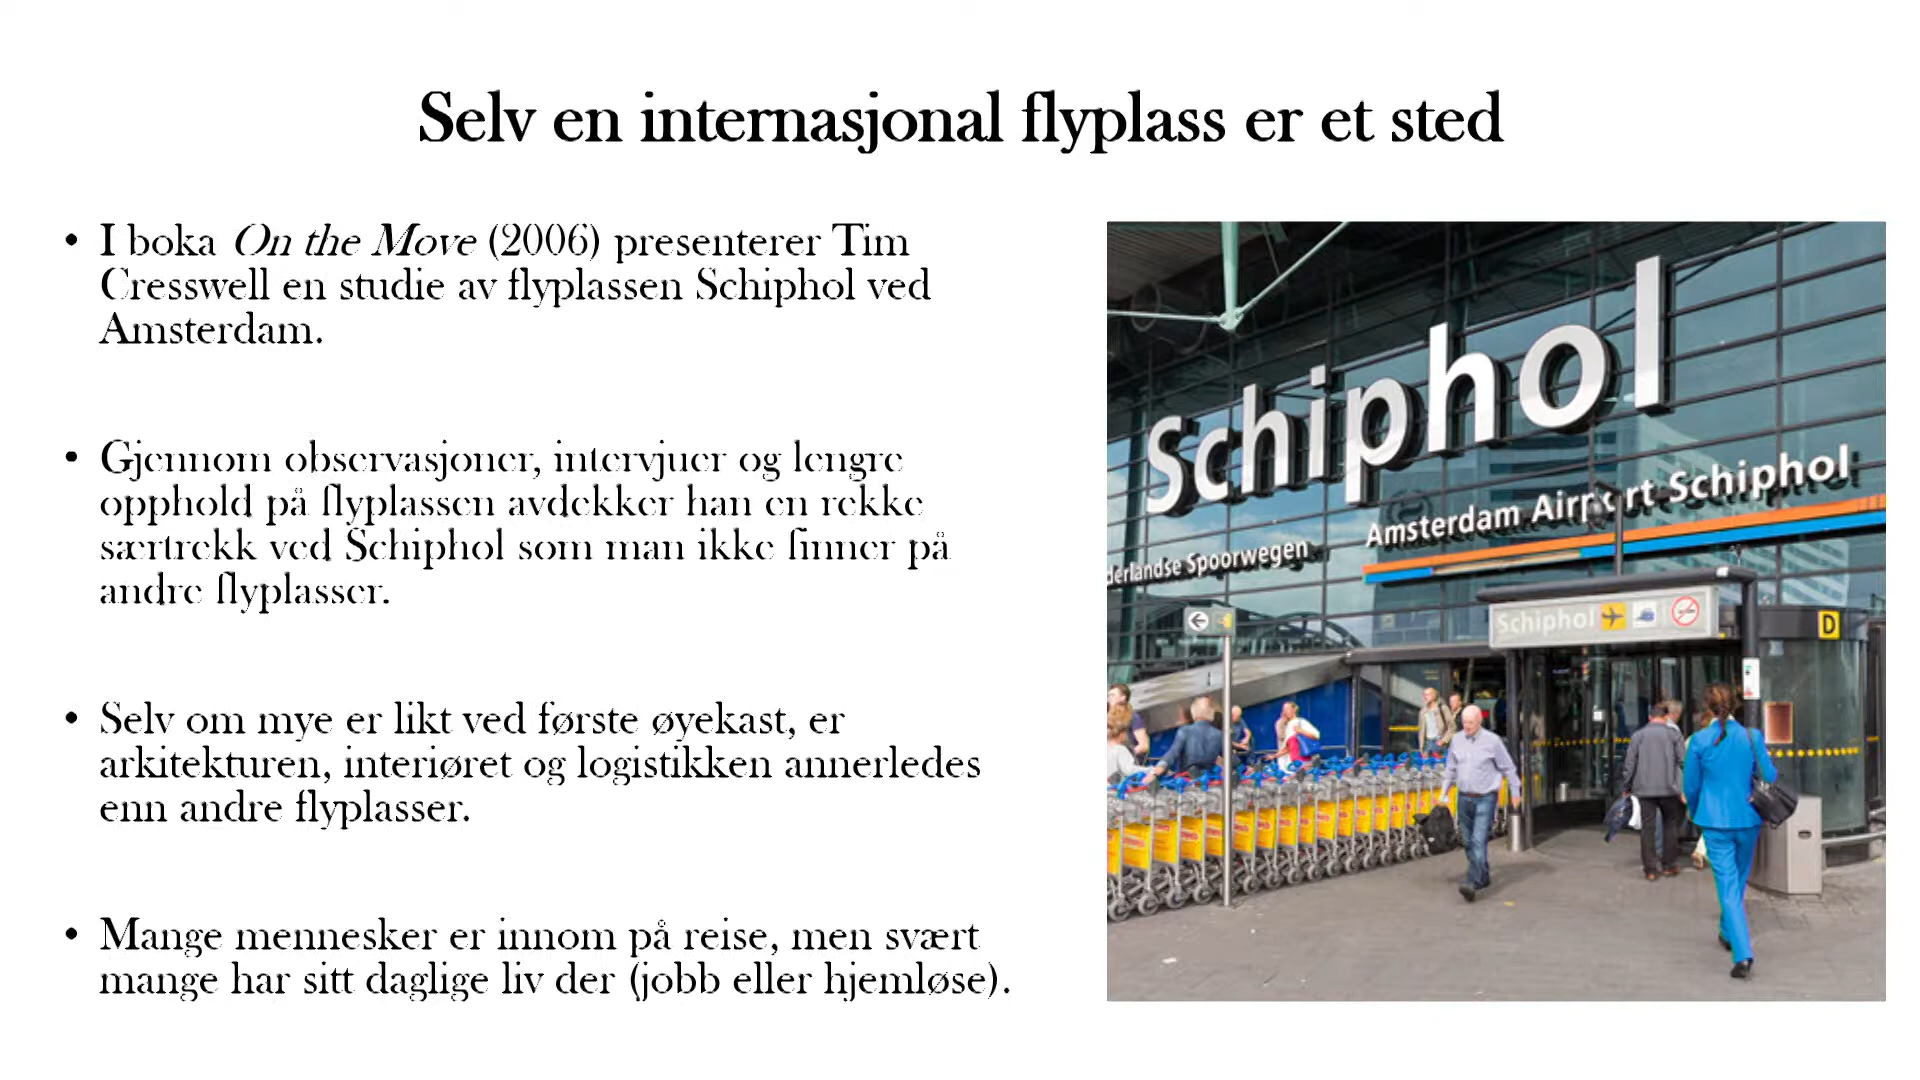 Selv en internasjonal flyplass er et sted
• I boka On the Move (2006) presenterer Tim
Cresswell en studie av flyplassen Schiphol ved
Amsterdam.
• Gjennom observasjoner, intervjuer og lengre
opphold på flyplassen avdekker han en rekke
særtrekk ved Schiphol som man ikke finner på
andre flyplasser.
• Selv om mye er likt ved første øyekast, er
arkitekturen, interiøret og logistikken annerledes
enn andre flyplasser.
• Mange mennesker er innom på reise, men svært
mange har sitt daglige liv der (jobb eller hjemløse).
Schiphol
Amsterdam Airport Schiphol
derlandse Spoorwegen
Schiphol
D